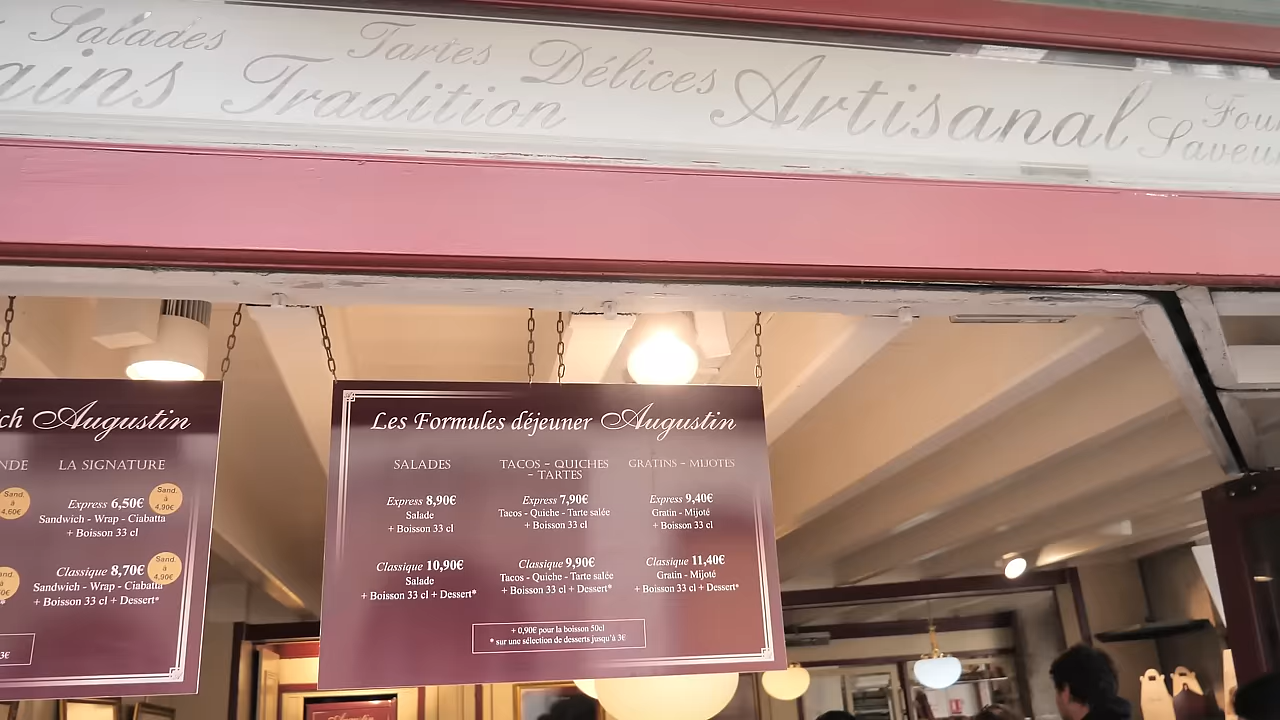 Salades Tartes Délices Artisanal
Tradition
ch Augustin
NDE LA SIGNATURE
Sand.
à
4,60€
Express 6,50€
Sand.
à
4,90€
Sandwich - Wrap - Ciabatta
+ Boisson 33 cl
Classique 8,70€
Sand.
à
4,90€
Sandwich - Wrap - Ciabatta
+ Boisson 33 cl + Dessert*
3€
Les Formules déjeuner Augustin
SALADES
Express 8,90€
Salade
+ Boisson 33 cl
Classique 10,90€
Salade
+ Boisson 33 cl + Dessert*
TACOS - QUICHES
- TARTES
Express 7,90€
Tacos - Quiche - Tarte salée
+ Boisson 33 cl
Classique 9,90€
Tacos - Quiche - Tarte salée
+ Boisson 33 cl + Dessert*
GRATINS - MIJOTES
Express 9,40€
Gratin - Mijoté
+ Boisson 33 cl
Classique 11,40€
Gratin - Mijoté
+ Boisson 33 cl + Dessert*
+ 0,90€ pour la boisson 50cl
* sur une sélection de desserts jusqu'à 3€
Augustin